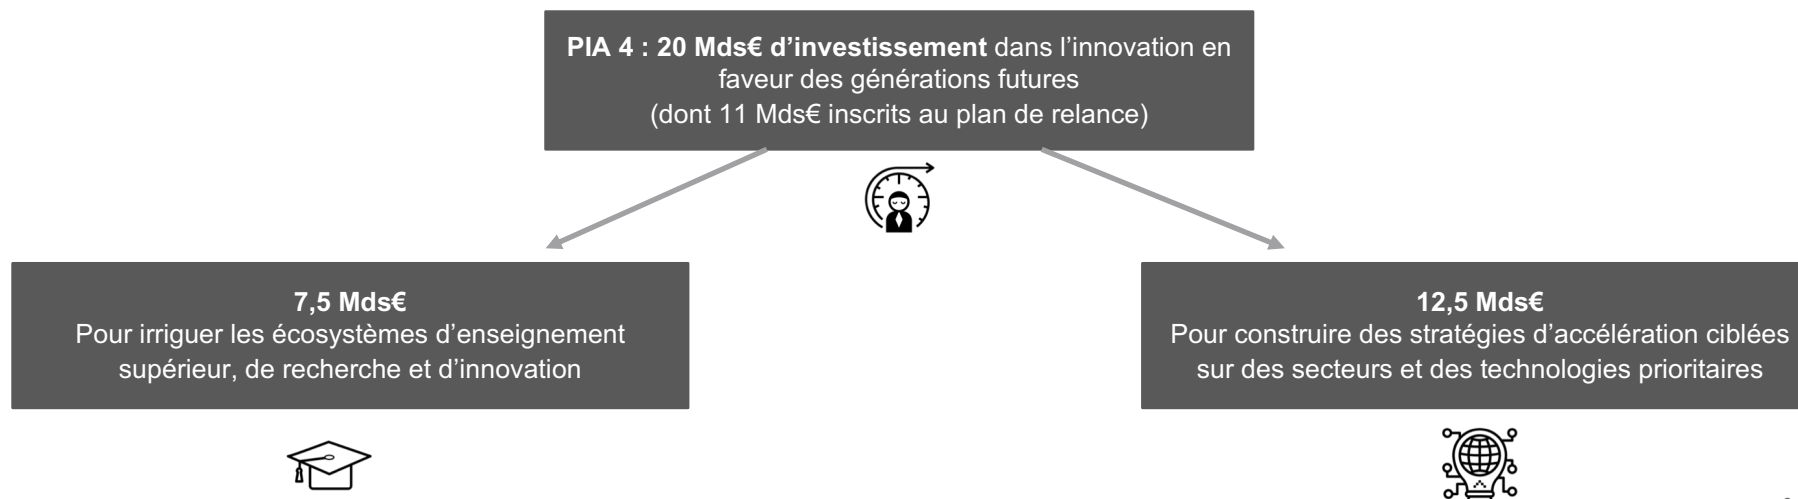 PIA 4 : 20 Mds€ d’investissement dans l’innovation en
faveur des générations futures
(dont 11 Mds€ inscrits au plan de relance)
7,5 Mds€
Pour irriguer les écosystèmes d’enseignement
supérieur, de recherche et d’innovation
12,5 Mds€
Pour construire des stratégies d’accélération ciblées
sur des secteurs et des technologies prioritaires